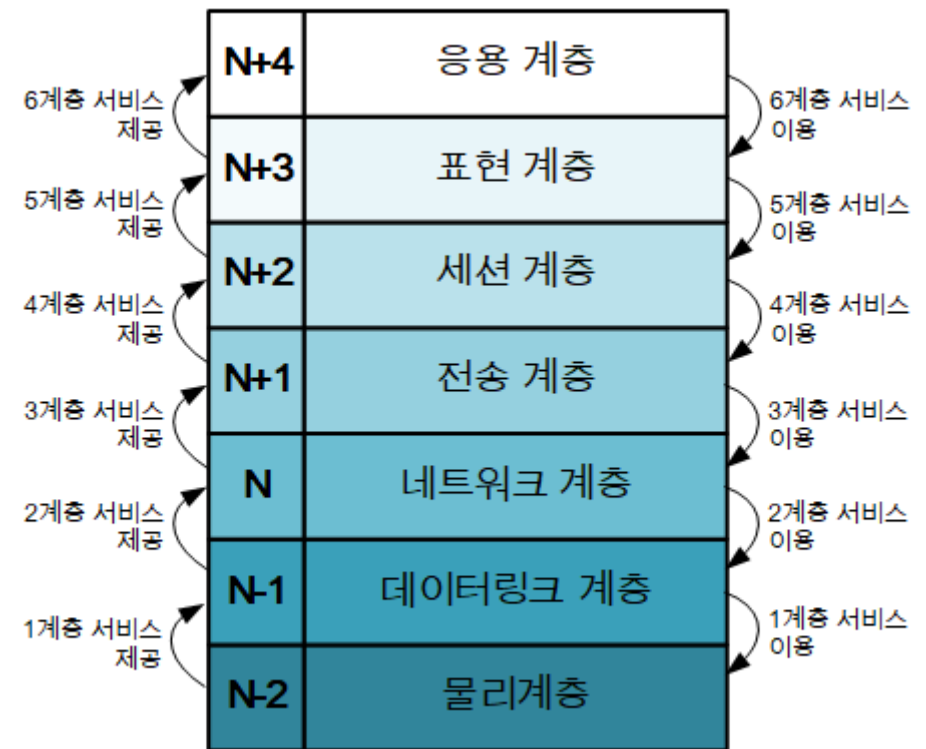 N+4 응용 계층
6계층 서비스
제공
6계층 서비스
이용
N+3 표현 계층
5계층 서비스
제공
5계층 서비스
이용
N+2 세션 계층
4계층 서비스
제공
4계층 서비스
이용
N+1 전송 계층
3계층 서비스
제공
3계층 서비스
이용
N 네트워크 계층
2계층 서비스
제공
2계층 서비스
이용
N-1 데이터링크 계층
1계층 서비스
제공
1계층 서비스
이용
N-2 물리계층